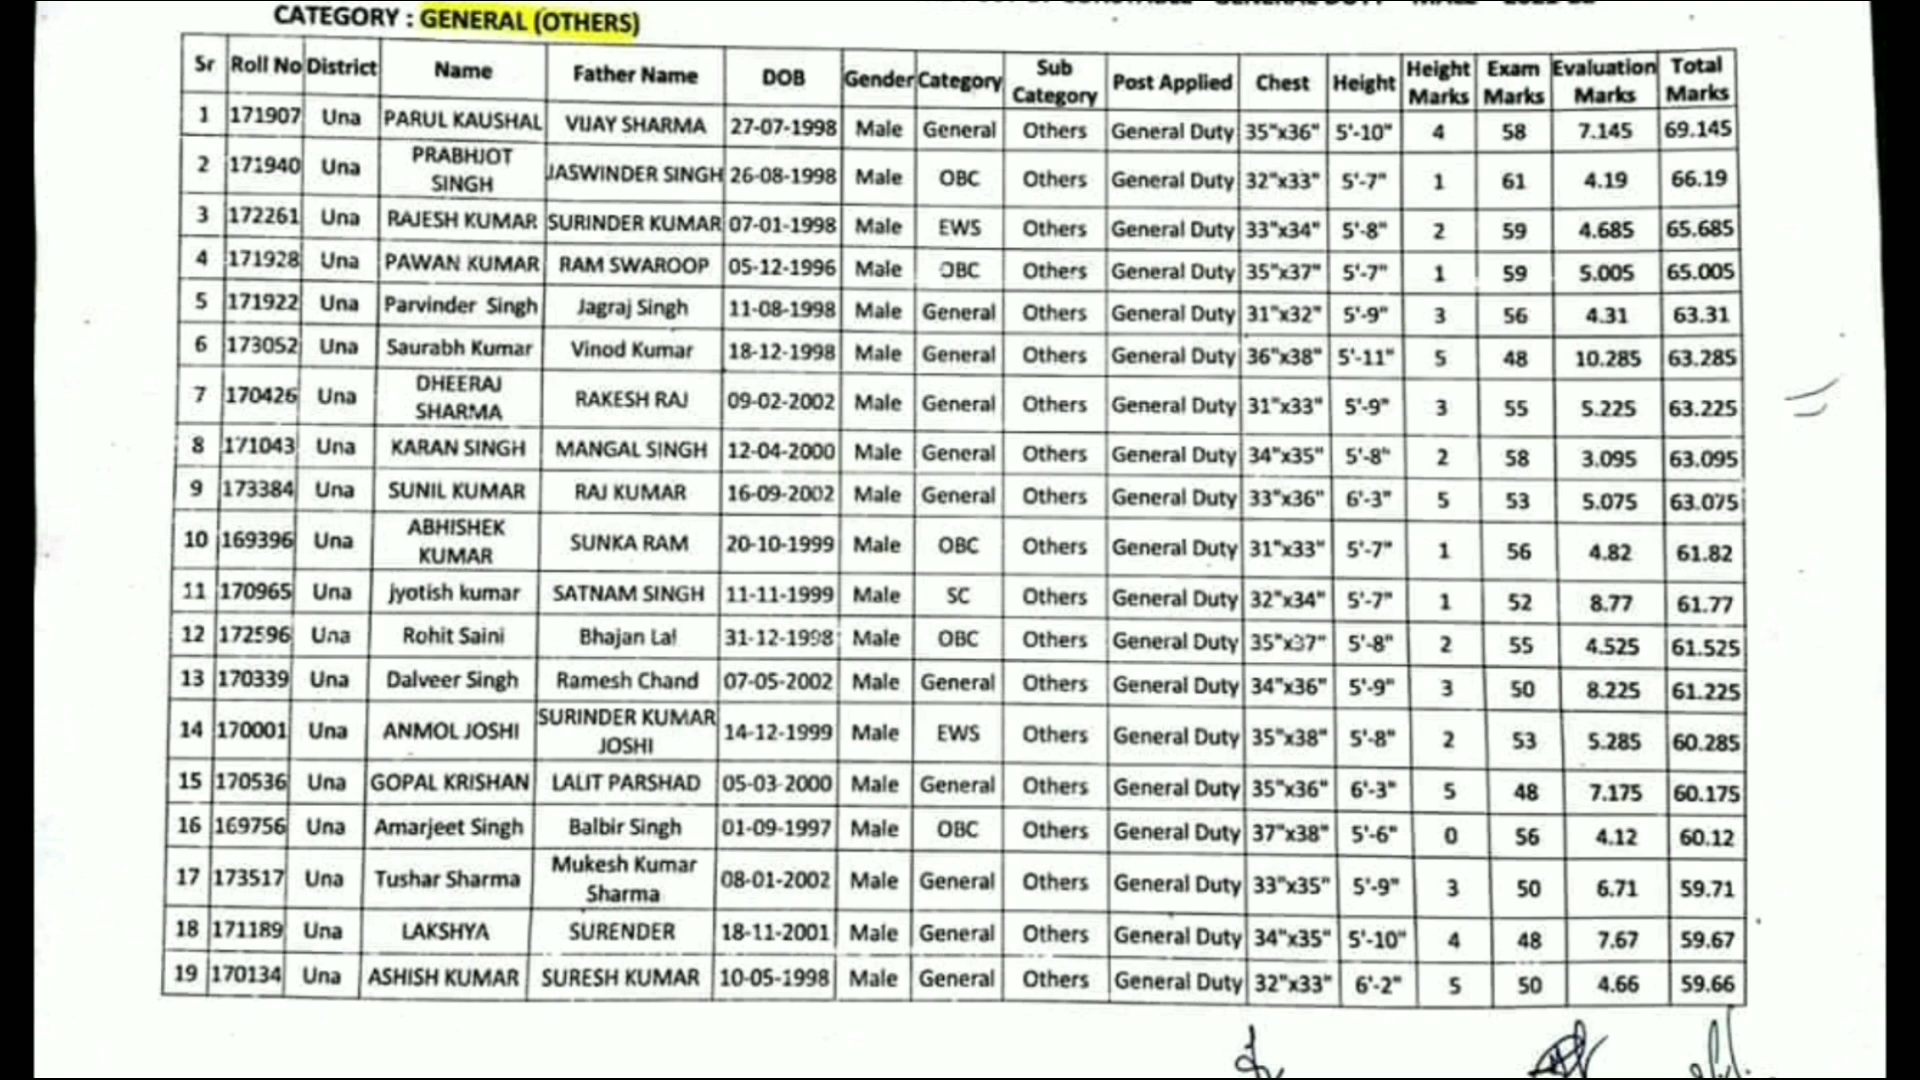 CATEGORY : GENERAL (OTHERS)
Sr Roll No District Name Father Name DOB Gender Category Sub Category Post Applied Chest Height Height Marks Exam Marks Evaluation Marks Total Marks
1 171907 Una PARUL KAUSHAL VIJAY SHARMA 27-07-1998 Male General Others General Duty 35"x36" 5'-10" 4 58 7.145 69.145
2 171940 Una PRABHJOT SINGH JASWINDER SINGH 26-08-1998 Male OBC Others General Duty 32"x33" 5'-7" 1 61 4.19 66.19
3 172261 Una RAJESH KUMAR SURINDER KUMAR 07-01-1998 Male EWS Others General Duty 33"x34" 5'-8" 2 59 4.685 65.685
4 171928 Una PAWAN KUMAR RAM SWAROOP 05-12-1996 Male OBC Others General Duty 35"x37" 5'-7" 1 59 5.005 65.005
5 171922 Una Parvinder Singh Jagraj Singh 11-08-1998 Male General Others General Duty 31"x32" 5'-9" 3 56 4.31 63.31
6 173052 Una Saurabh Kumar Vinod Kumar 18-12-1998 Male General Others General Duty 36"x38" 5'-11" 5 48 10.285 63.285
7 170426 Una DHEERAJ SHARMA RAKESH RAJ 09-02-2002 Male General Others General Duty 31"x33" 5'-9" 3 55 5.225 63.225
8 171043 Una KARAN SINGH MANGAL SINGH 12-04-2000 Male General Others General Duty 34"x35" 5'-8" 2 58 3.095 63.095
9 173384 Una SUNIL KUMAR RAJ KUMAR 16-09-2002 Male General Others General Duty 33"x36" 6'-3" 5 53 5.075 63.075
10 169396 Una ABHISHEK KUMAR SUNKA RAM 20-10-1999 Male OBC Others General Duty 31"x33" 5'-7" 1 56 4.82 61.82
11 170965 Una jyotish kumar SATNAM SINGH 11-11-1999 Male SC Others General Duty 32"x34" 5'-7" 1 52 8.77 61.77
12 172596 Una Rohit Saini Bhajan Lal 31-12-1998 Male OBC Others General Duty 35"x37" 5'-8" 2 55 4.525 61.525
13 170339 Una Dalveer Singh Ramesh Chand 07-05-2002 Male General Others General Duty 34"x36" 5'-9" 3 50 8.225 61.225
14 170001 Una ANMOL JOSHI SURINDER KUMAR JOSHI 14-12-1999 Male EWS Others General Duty 35"x38" 5'-8" 2 53 5.285 60.285
15 170536 Una GOPAL KRISHAN LALIT PARSHAD 05-03-2000 Male General Others General Duty 35"x36" 6'-3" 5 48 7.175 60.175
16 169756 Una Amarjeet Singh Balbir Singh 01-09-1997 Male OBC Others General Duty 37"x38" 5'-6" 0 56 4.12 60.12
17 173517 Una Tushar Sharma Mukesh Kumar Sharma 08-01-2002 Male General Others General Duty 33"x35" 5'-9" 3 50 6.71 59.71
18 171189 Una LAKSHYA SURENDER 18-11-2001 Male General Others General Duty 34"x35" 5'-10" 4 48 7.67 59.67
19 170134 Una ASHISH KUMAR SURESH KUMAR 10-05-1998 Male General Others General Duty 32"x33" 6'-2" 5 50 4.66 59.66